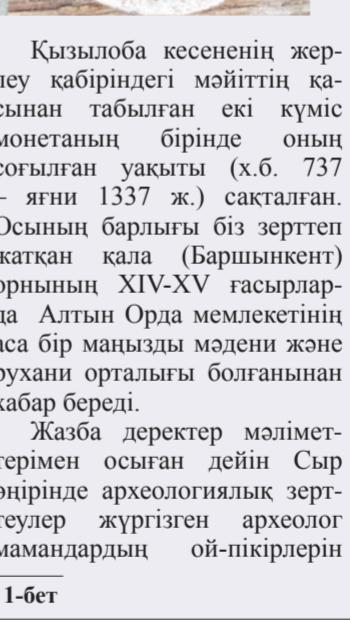 Қызылоба кесененің жер-
леу қабіріндегі мәйіттің қа-
сынан табылған екі күміс
монетаның бірінде оның
соғылған уақыты (х.б. 737
– яғни 1337 ж.) сақталған.
Осының барлығы біз зерттеп
жатқан қала (Баршынкент)
орнының XIV-XV ғасырлар-
да Алтын Орда мемлекетінің
аса бір маңызды мәдени және
рухани орталығы болғанынан
хабар береді.
Жазба деректер мәлімет-
терімен осыған дейін Сыр
өңірінде археологиялық зерт-
теулер жүргізген археолог
мамандардың ой-пікірлерін
1-бет